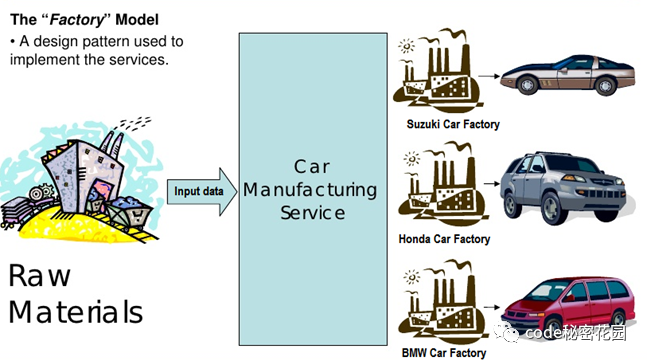 The “Factory” Model
• A design pattern used to
implement the services.
Suzuki Car Factory
Input data
Car
Manufacturing
Service
Honda Car Factory
Raw
Materials
BMW Car Factory
code秘密花园